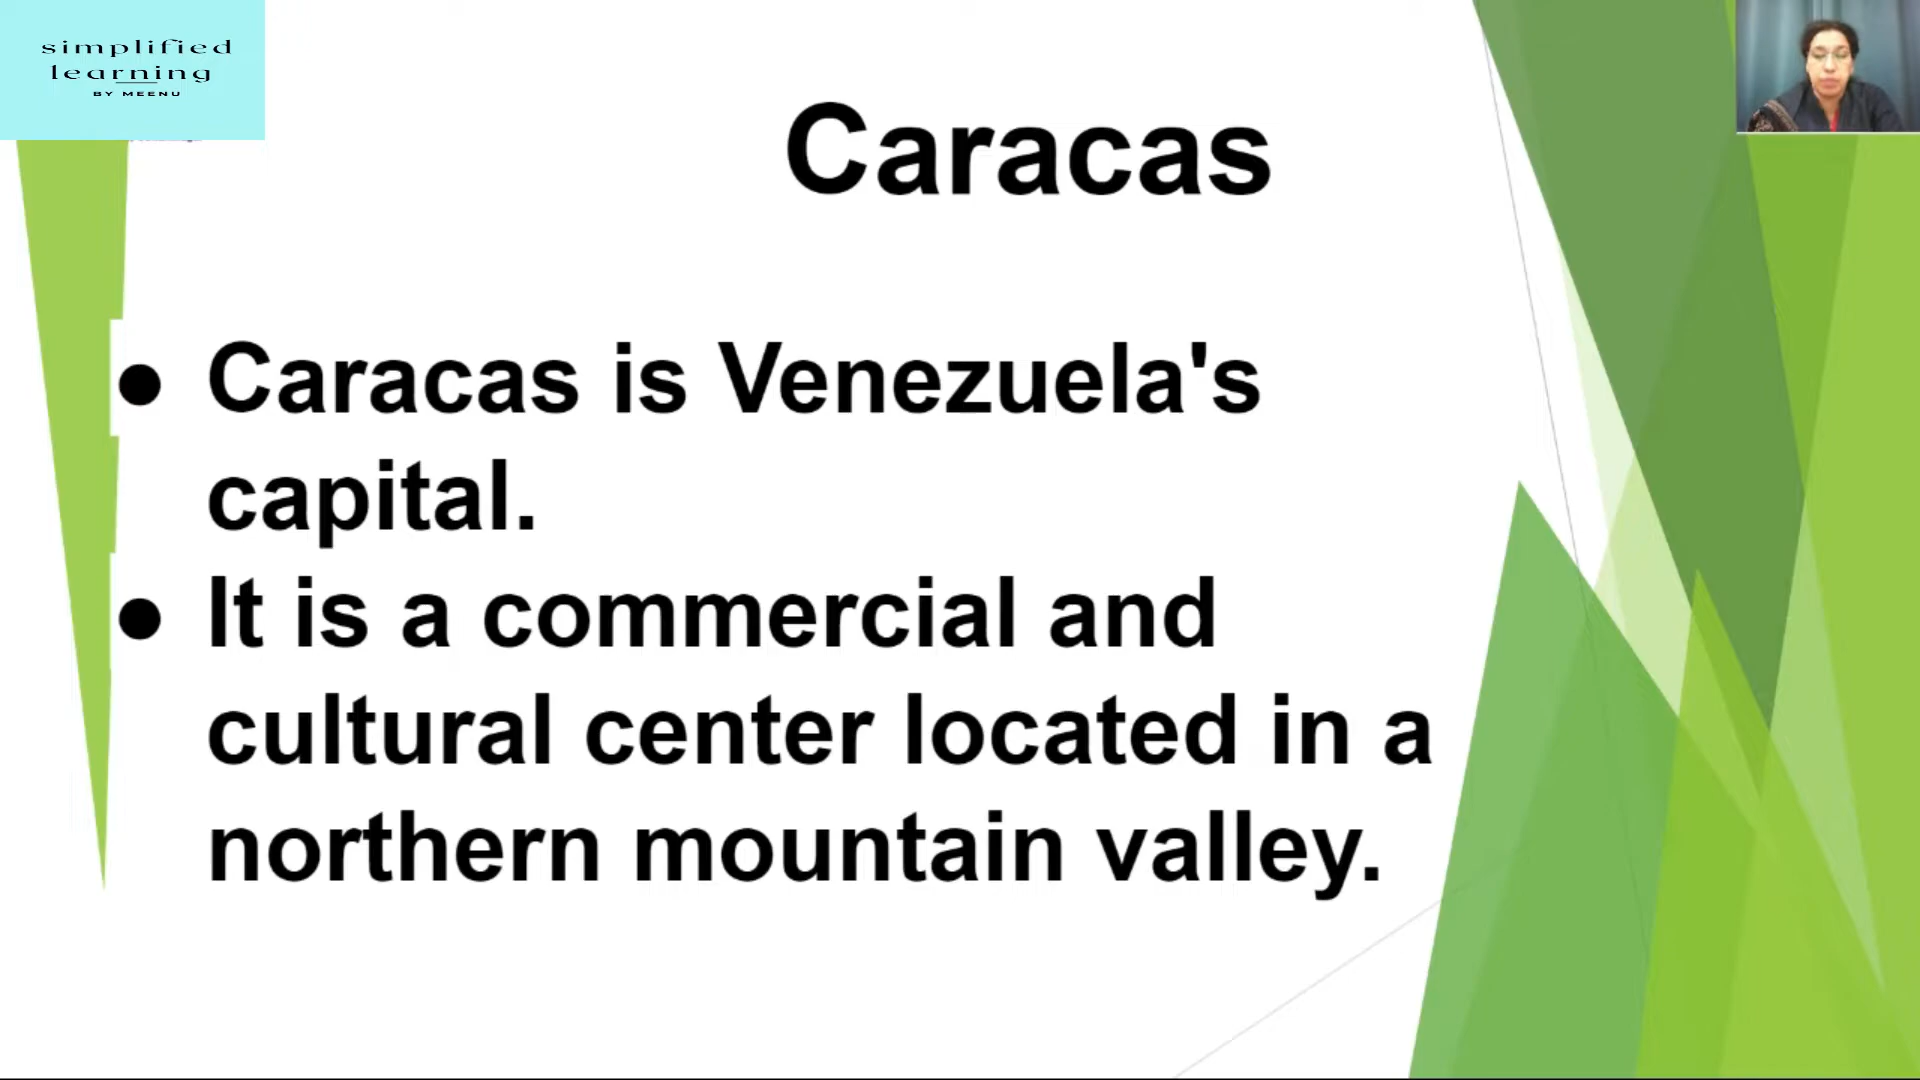 simplified
learning
BY MEENU
Caracas
● Caracas is Venezuela's
capital.
● It is a commercial and
cultural center located in a
northern mountain valley.